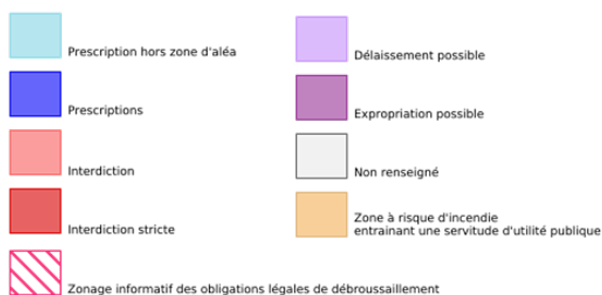 Prescription hors zone d'aléa
Prescriptions
Interdiction
Interdiction stricte
Zonage informatif des obligations légales de débroussaillement
Délaissement possible
Expropriation possible
Non renseigné
Zone à risque d'incendie
entrainant une servitude d'utilité publique